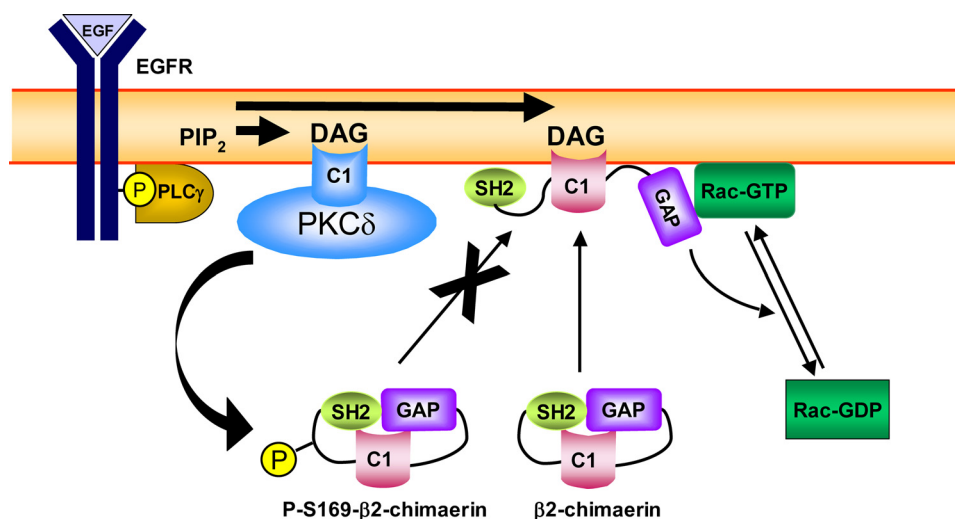 EGF
EGFR
PIP₂
DAG
DAG
P
PLCγ
C1
PKCδ
SH2
C1
GAP
Rac-GTP
SH2
GAP
C1
P
SH2
GAP
C1
Rac-GDP
P-S169-β2-chimaerin
β2-chimaerin